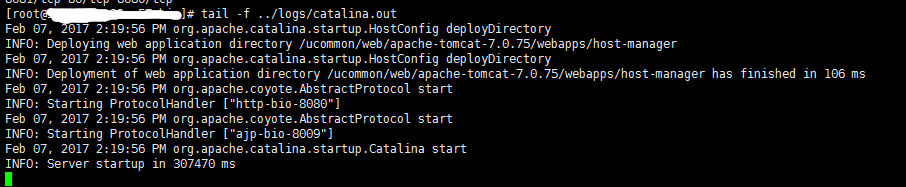 [root@ ]# tail -f ../logs/catalina.out
Feb 07, 2017 2:19:56 PM org.apache.catalina.startup.HostConfig deployDirectory
INFO: Deploying web application directory /ucommon/web/apache-tomcat-7.0.75/webapps/host-manager
Feb 07, 2017 2:19:56 PM org.apache.catalina.startup.HostConfig deployDirectory
INFO: Deployment of web application directory /ucommon/web/apache-tomcat-7.0.75/webapps/host-manager has finished in 106 ms
Feb 07, 2017 2:19:56 PM org.apache.coyote.AbstractProtocol start
INFO: Starting ProtocolHandler ["http-bio-8080"]
Feb 07, 2017 2:19:56 PM org.apache.coyote.AbstractProtocol start
INFO: Starting ProtocolHandler ["ajp-bio-8009"]
Feb 07, 2017 2:19:56 PM org.apache.catalina.startup.Catalina start
INFO: Server startup in 307470 ms